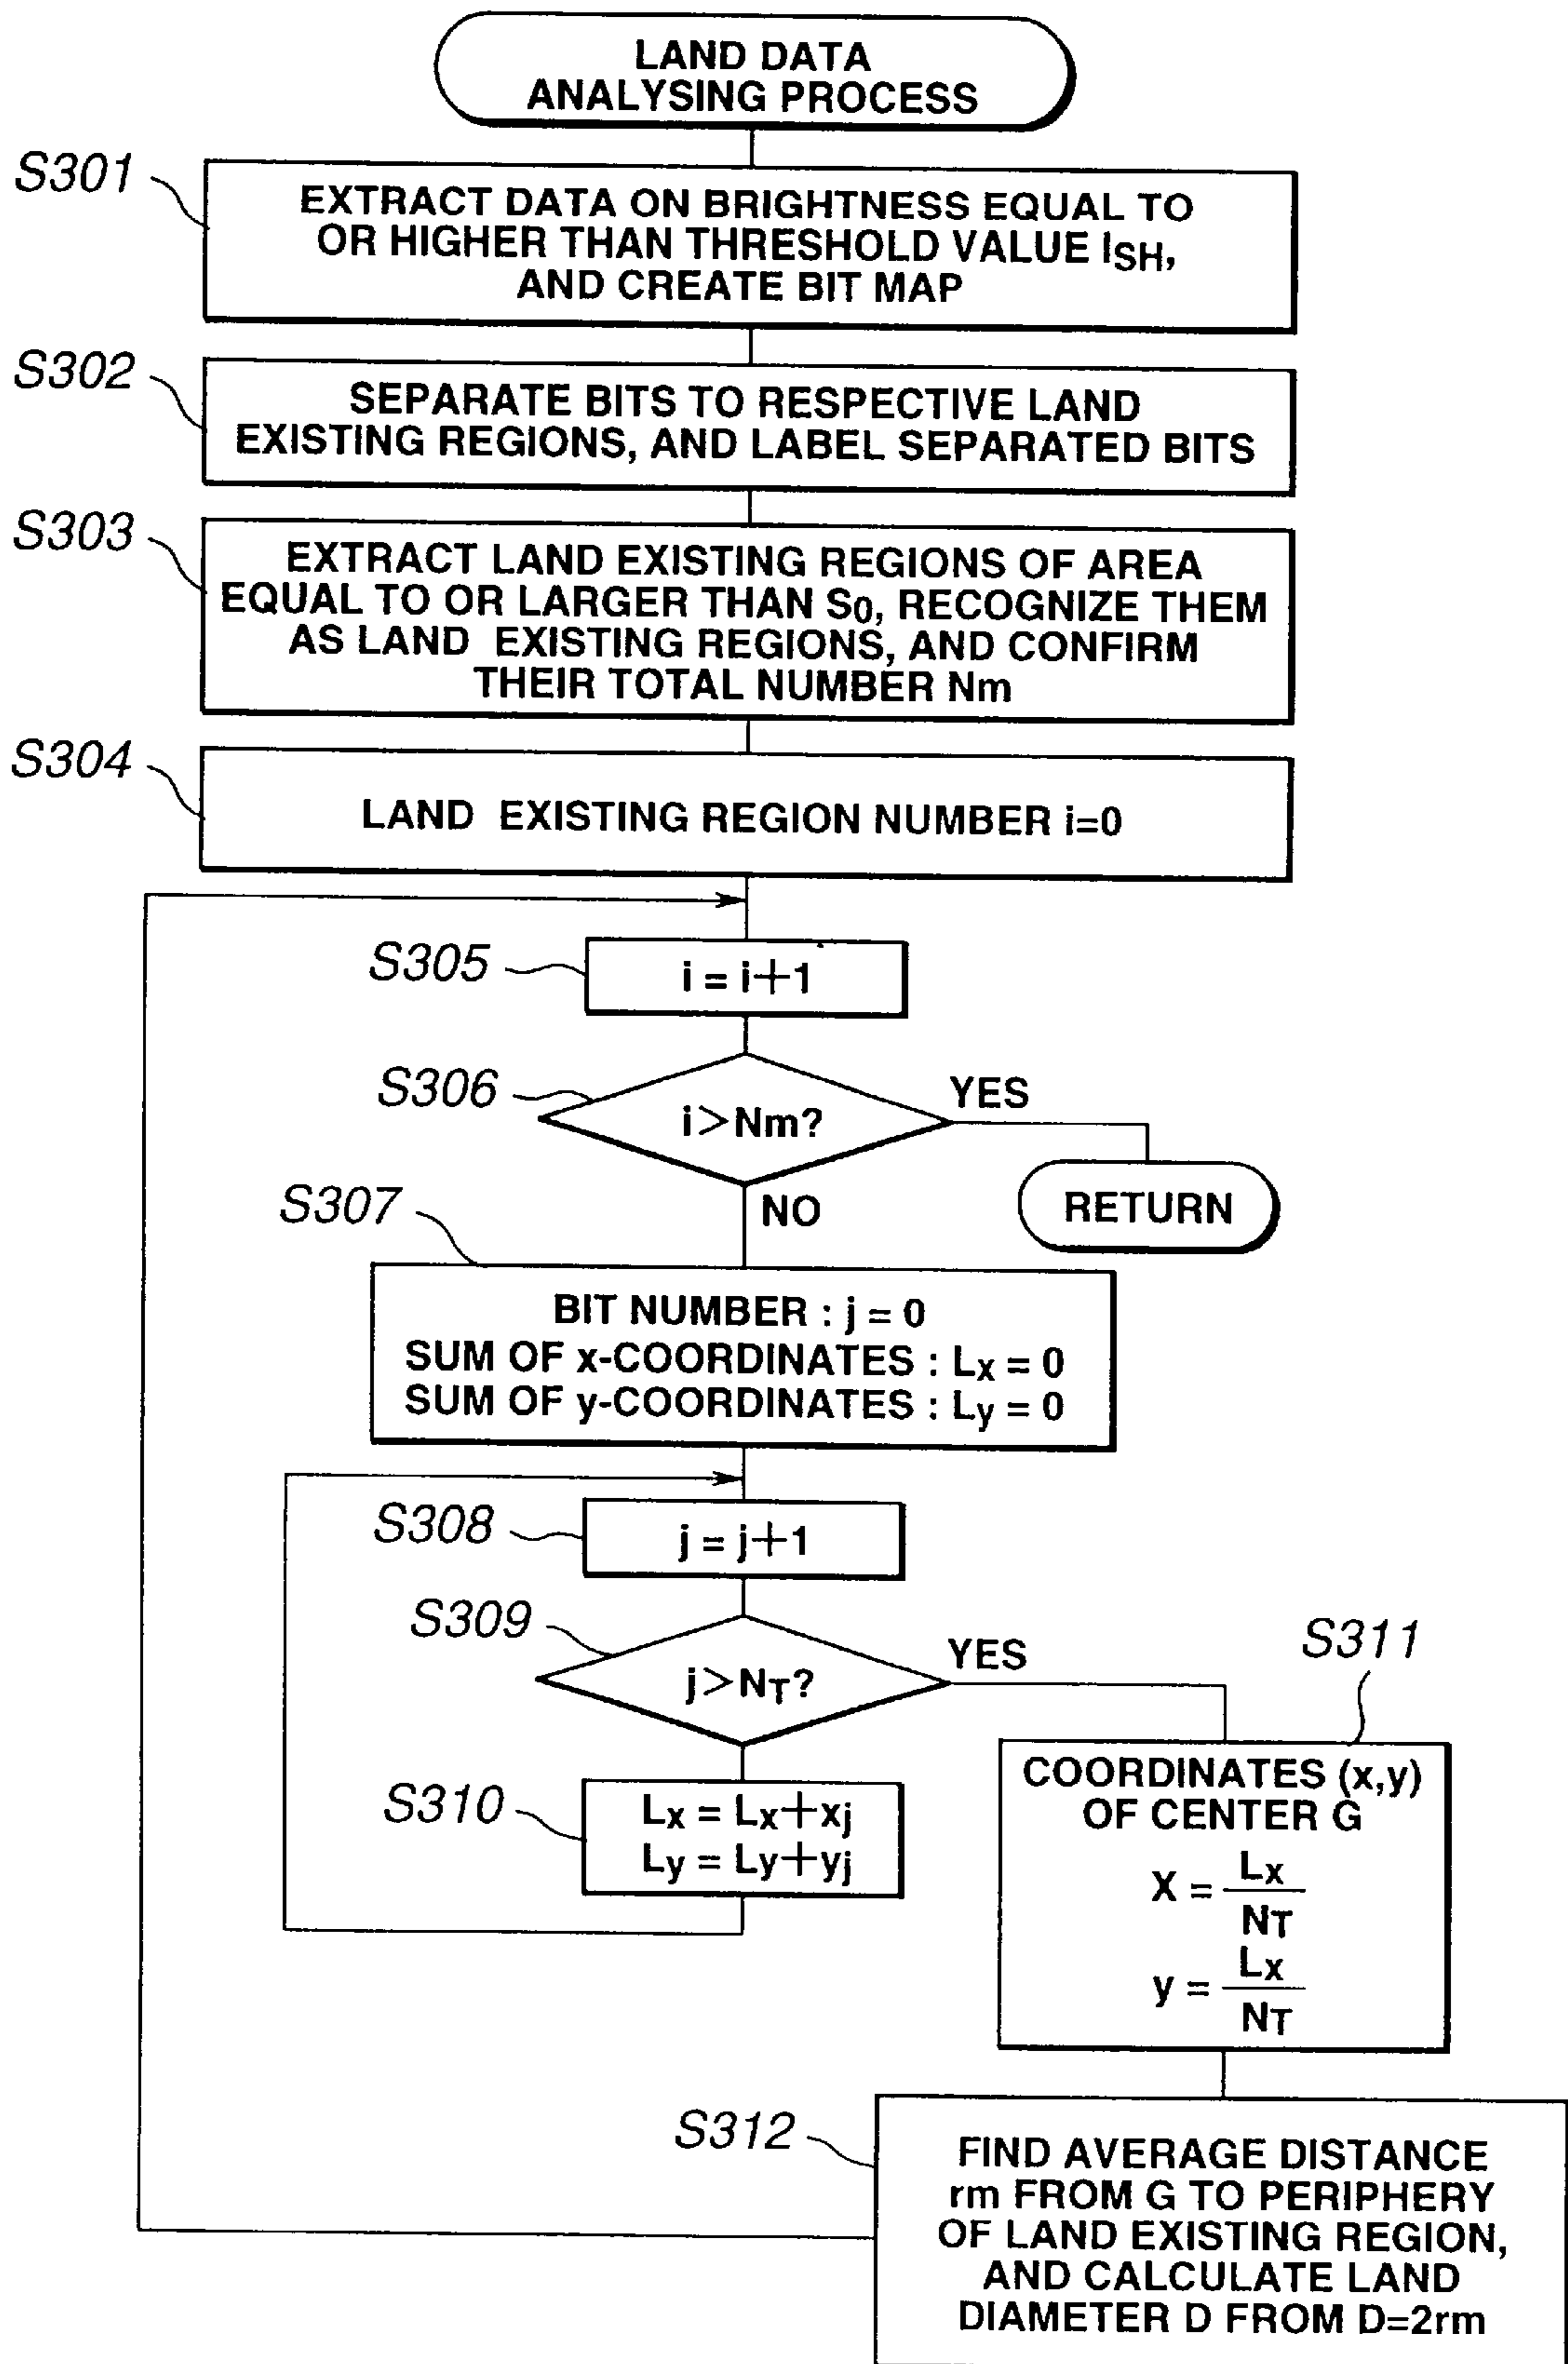 LAND DATA
ANALYSING PROCESS
S301
EXTRACT DATA ON BRIGHTNESS EQUAL TO
OR HIGHER THAN THRESHOLD VALUE ISH,
AND CREATE BIT MAP
S302
SEPARATE BITS TO RESPECTIVE LAND
EXISTING REGIONS, AND LABEL SEPARATED BITS
S303
EXTRACT LAND EXISTING REGIONS OF AREA
EQUAL TO OR LARGER THAN S0, RECOGNIZE THEM
AS LAND EXISTING REGIONS, AND CONFIRM
THEIR TOTAL NUMBER Nm
S304
LAND EXISTING REGION NUMBER i=0
S305
i = i+1
S306
i>Nm?
YES
RETURN
NO
S307
BIT NUMBER : j = 0
SUM OF x-COORDINATES : Lx = 0
SUM OF y-COORDINATES : Ly = 0
S308
j = j+1
S309
j>NT?
YES
S310
Lx = Lx+xj
Ly = Ly+yj
S311
COORDINATES (x,y)
OF CENTER G
X = Lx
NT
y = Lx
NT
S312
FIND AVERAGE DISTANCE
rm FROM G TO PERIPHERY
OF LAND EXISTING REGION,
AND CALCULATE LAND
DIAMETER D FROM D=2rm